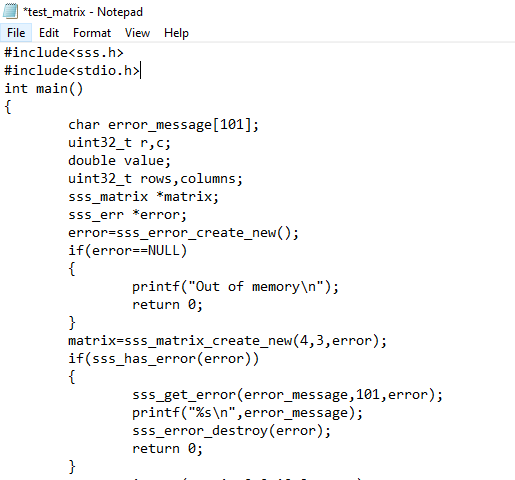 *test_matrix - Notepad
File Edit Format View Help
#include<sss.h>
#include<stdio.h>
int main()
{
char error_message[101];
uint32_t r,c;
double value;
uint32_t rows,columns;
sss_matrix *matrix;
sss_err *error;
error=sss_error_create_new();
if(error==NULL)
{
printf("Out of memory\n");
return 0;
}
matrix=sss_matrix_create_new(4,3,error);
if(sss_has_error(error))
{
sss_get_error(error_message,101,error);
printf("%s\n",error_message);
sss_error_destroy(error);
return 0;
}